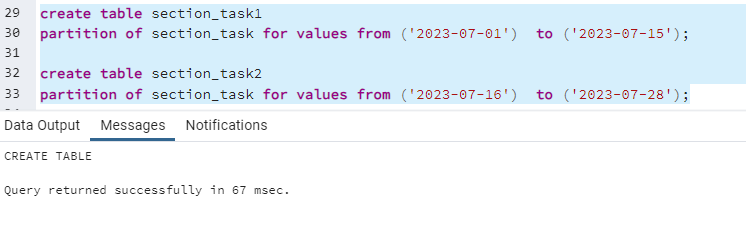 29 create table section_task1
30 partition of section_task for values from ('2023-07-01')  to ('2023-07-15');
31
32 create table section_task2
33 partition of section_task for values from ('2023-07-16')  to ('2023-07-28');
Data Output Messages Notifications
CREATE TABLE
Query returned successfully in 67 msec.